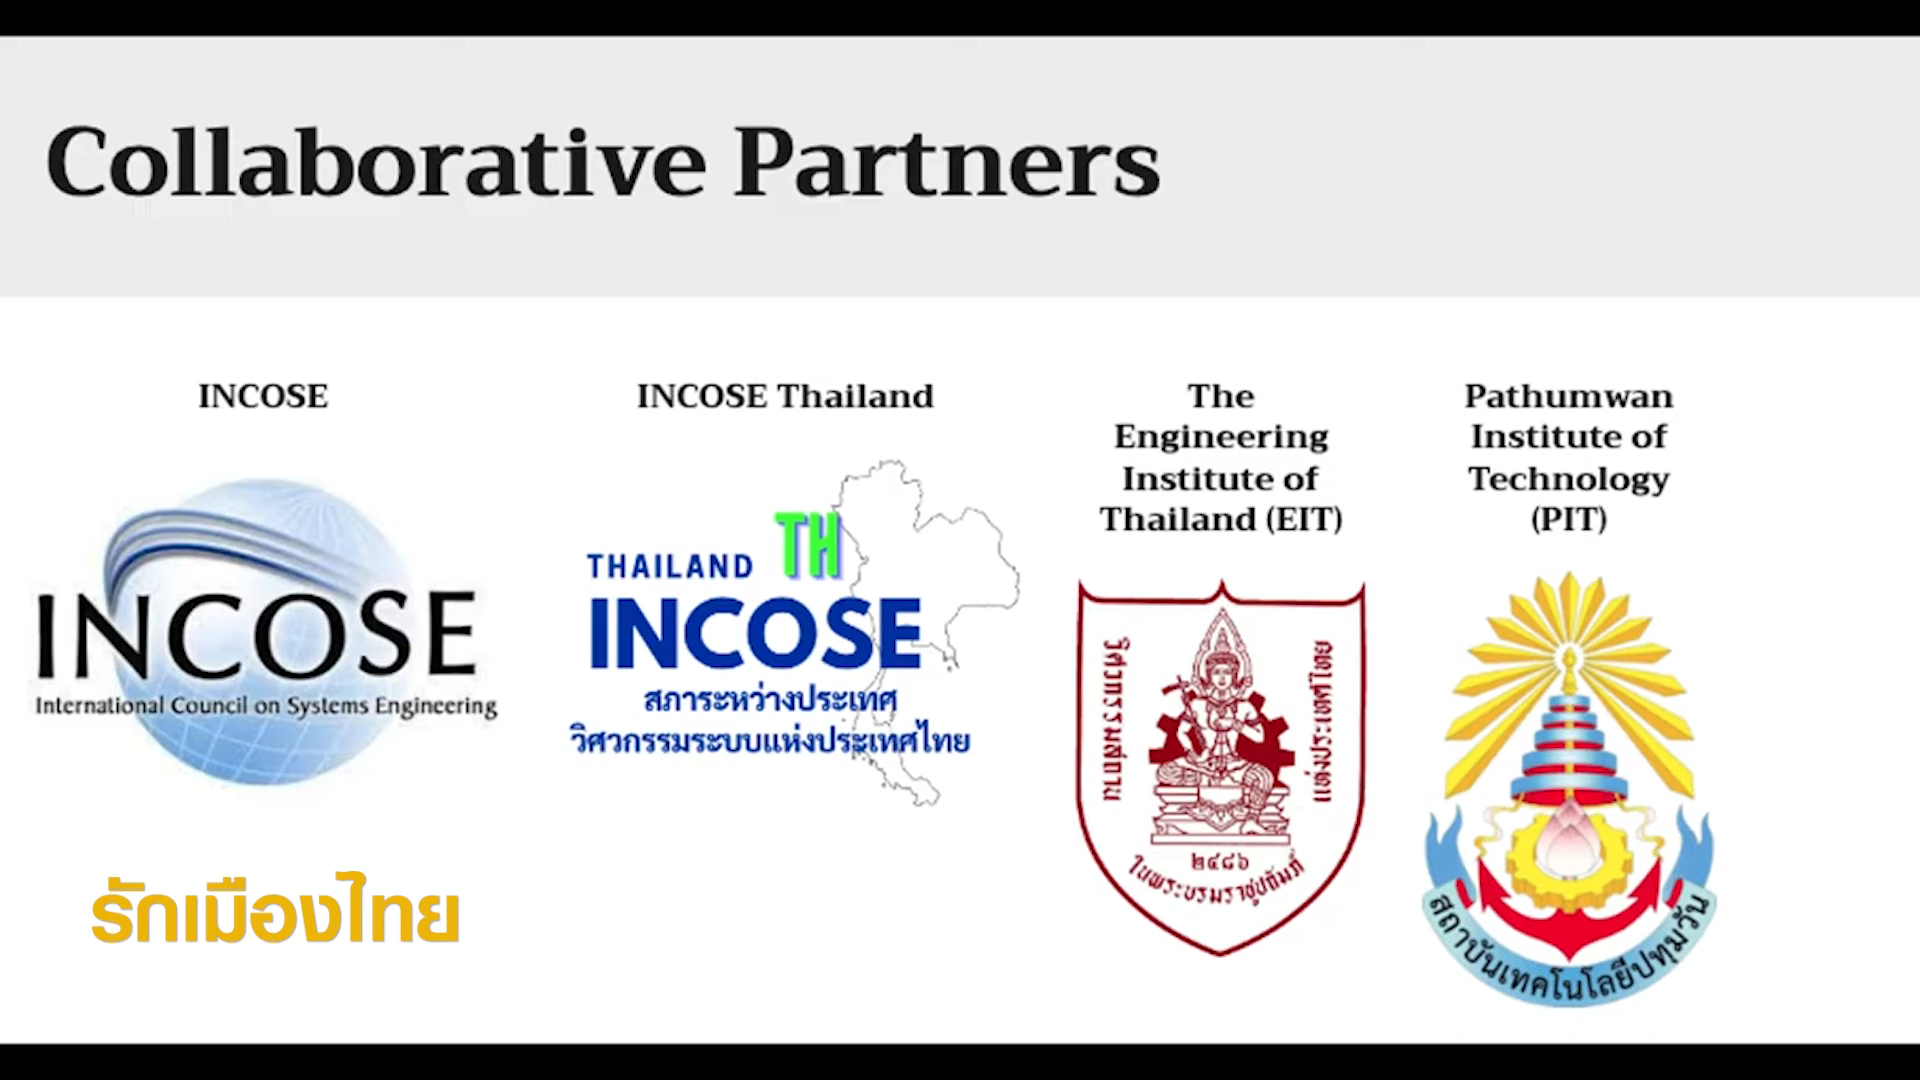 Collaborative Partners
INCOSE
INCOSE Thailand
The
Engineering
Institute of
Thailand (EIT)
Pathumwan
Institute of
Technology
(PIT)
INCOSE
International Council on Systems Engineering
THAILAND TH
INCOSE
สภาระหว่างประเทศ
วิศวกรรมระบบแห่งประเทศไทย
วิศวกรรมสถาน
แห่งประเทศไทย
๒๔๘๖
ในพระบรมราชูปถัมภ์
สถาบันเทคโนโลยีปทุมวัน
รักเมืองไทย